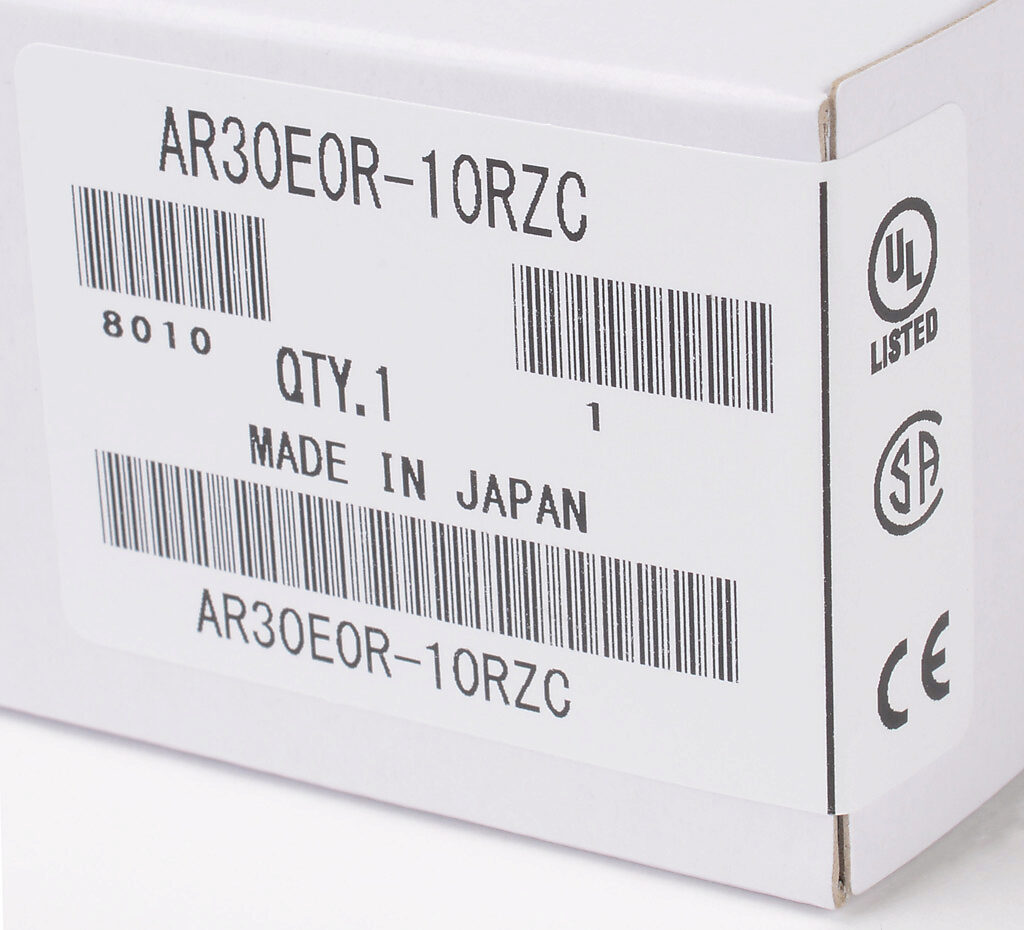 AR30E0R-10RZC
8010
1
QTY.1
MADE IN JAPAN
AR30E0R-10RZC
UL
LISTED
SA
CE